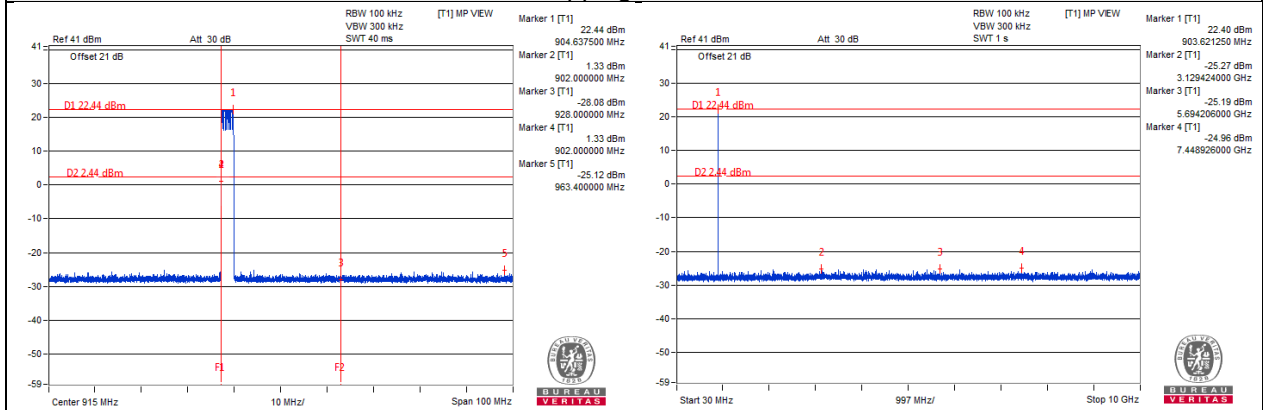 RBW 100 kHz
VBW 300 kHz
SWT 40 ms
[T1] MP VIEW
Ref 41 dBm
Att 30 dB
Offset 21 dB
Marker 1 [T1]
22.44 dBm
904.637500 MHz
Marker 2 [T1]
1.33 dBm
902.000000 MHz
Marker 3 [T1]
-28.08 dBm
928.000000 MHz
Marker 4 [T1]
1.33 dBm
902.000000 MHz
Marker 5 [T1]
-25.12 dBm
963.400000 MHz
41
30
20
10
0
-10
-20
-30
-40
-50
-59
D1 22.44 dBm
D2 2.44 dBm
1
3
5
F1
F2
Center 915 MHz
10 MHz/
Span 100 MHz
BUREAU
VERITAS
RBW 100 kHz
VBW 300 kHz
SWT 1 s
[T1] MP VIEW
Ref 41 dBm
Att 30 dB
Offset 21 dB
Marker 1 [T1]
22.40 dBm
903.621250 MHz
Marker 2 [T1]
-25.27 dBm
3.129424 GHz
Marker 3 [T1]
-25.19 dBm
5.694206000 GHz
Marker 4 [T1]
-24.96 dBm
7.448926000 GHz
41
30
20
10
0
-10
-20
-30
-40
-50
-59
D1 22.44 dBm
D2 2.44 dBm
1
2
3
4
Start 30 MHz
997 MHz/
Stop 10 GHz
BUREAU
VERITAS